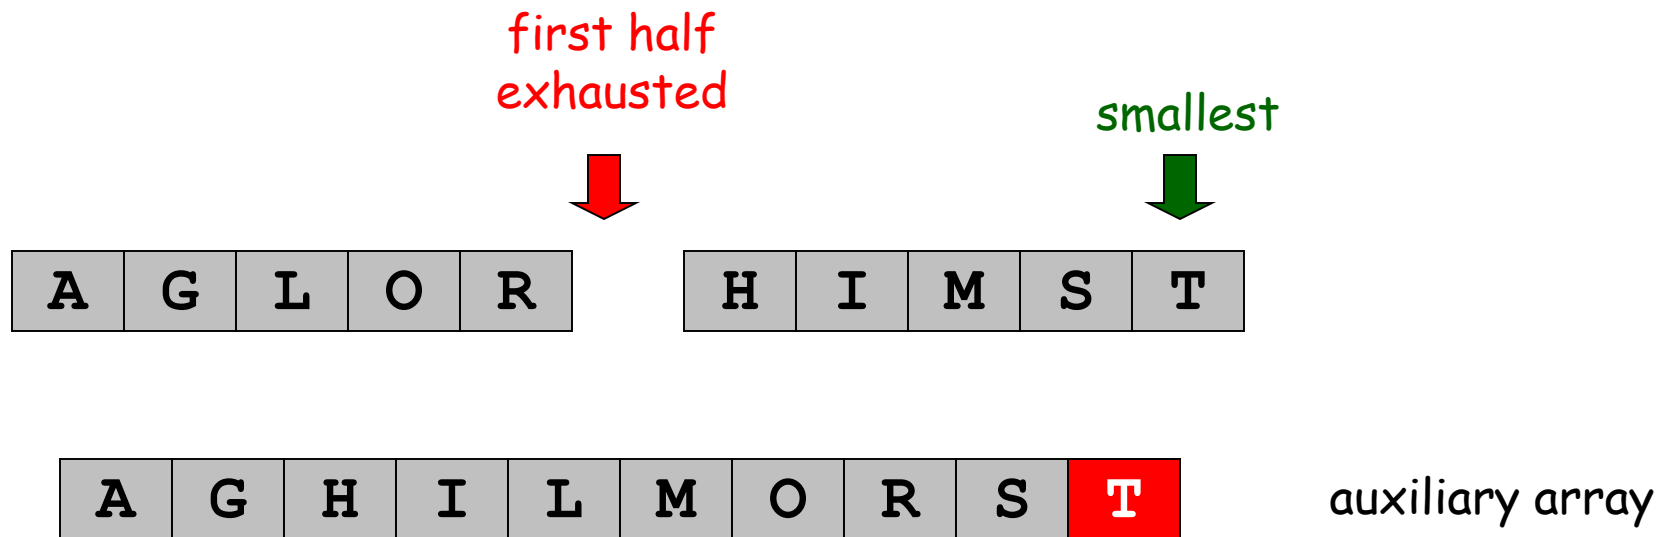 first half
exhausted
smallest
A G L O R H I M S T
A G H I L M O R S T auxiliary array